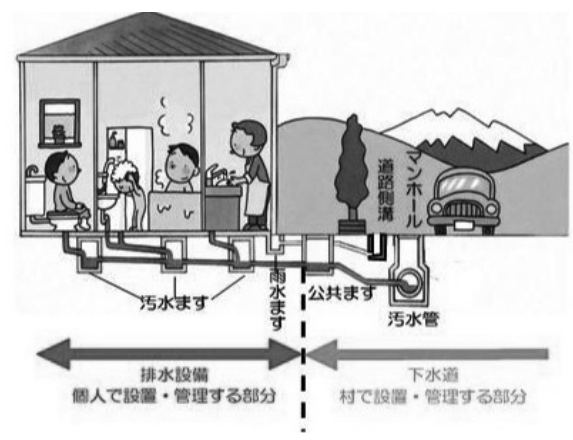 マンホール
道路側溝
汚水ます
雨水ます
公共ます
汚水管
排水設備
個人で設置・管理する部分
下水道
村で設置・管理する部分